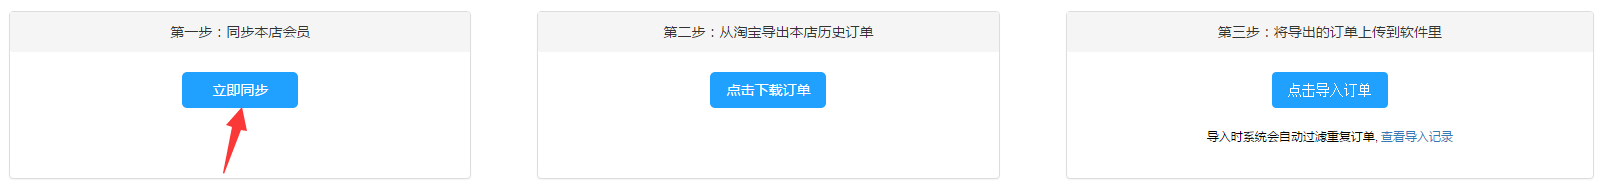 第一步：同步本店会员
立即同步
第二步：从淘宝导出本店历史订单
点击下载订单
第三步：将导出的订单上传到软件里
点击导入订单
导入时系统会自动过滤重复订单, 查看导入记录